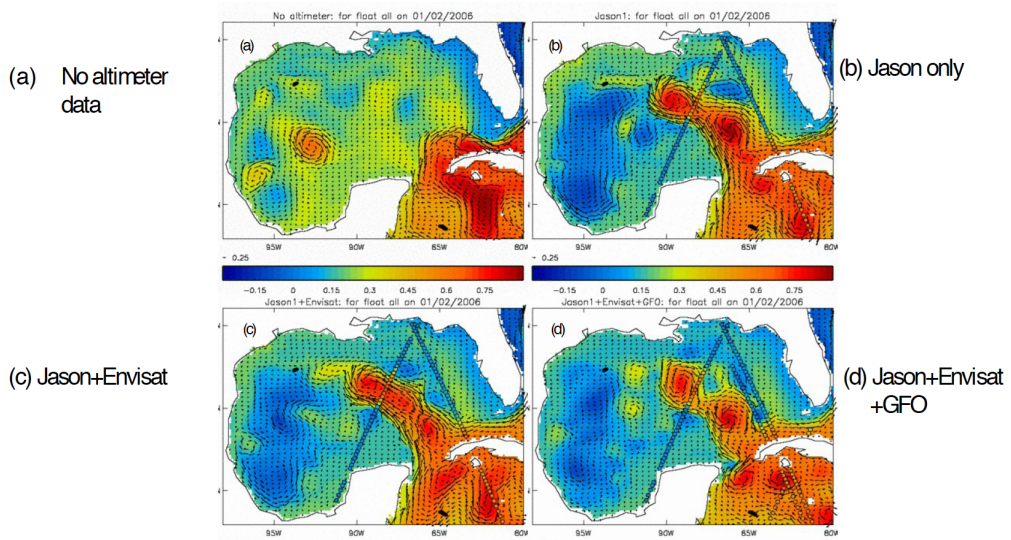 No altimeter: for float all on 01/02/2006
Jason1: for float all on 01/02/2006
(a) No altimeter
data
(a)
(b)
(b) Jason only
95W 90W 85W 80W
95W 90W 85W 80W
- 0.25
- 0.25
-0.15 0 0.15 0.30 0.45 0.60 0.75
-0.15 0 0.15 0.30 0.45 0.60 0.75
Jason1+Envisat: for float all on 01/02/2006
Jason1+Envisat+GFO: for float all on 01/02/2006
(c) Jason+Envisat
(c)
(d)
(d) Jason+Envisat
+GFO
95W 90W 85W 80W
95W 90W 85W 80W